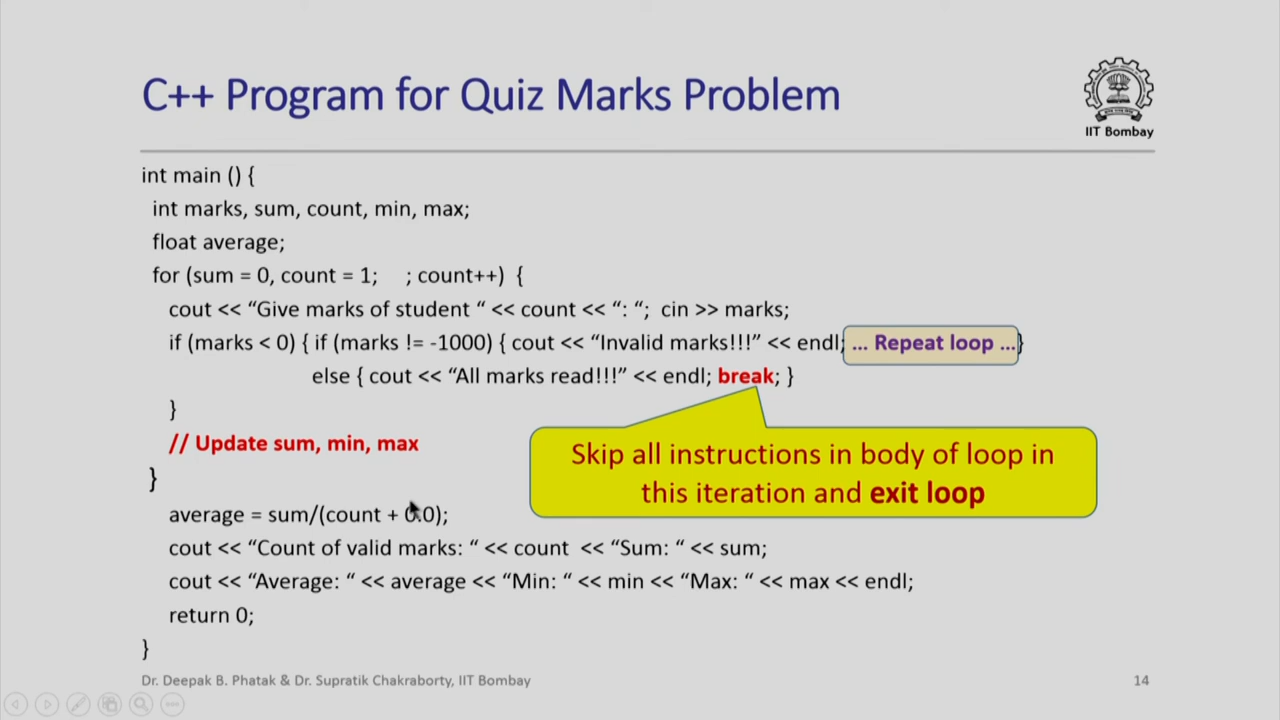 C++ Program for Quiz Marks Problem
IIT Bombay
int main () {
int marks, sum, count, min, max;
float average;
for (sum = 0, count = 1; ; count++) {
cout << “Give marks of student “ << count << “: “; cin >> marks;
if (marks < 0) { if (marks != -1000) { cout << “Invalid marks!!!” << endl; ... Repeat loop ...}
else { cout << “All marks read!!!” << endl; break; }
}
// Update sum, min, max
Skip all instructions in body of loop in
this iteration and exit loop
}
average = sum/(count + 0.0);
cout << “Count of valid marks: “ << count << “Sum: “ << sum;
cout << “Average: “ << average << “Min: “ << min << “Max: “ << max << endl;
return 0;
}
Dr. Deepak B. Phatak & Dr. Supratik Chakraborty, IIT Bombay
14